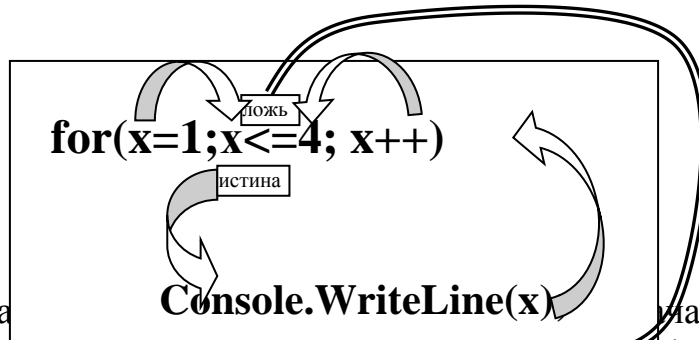 ложь
for(x=1;x<=4; x++)
истина
Console.WriteLine(x)